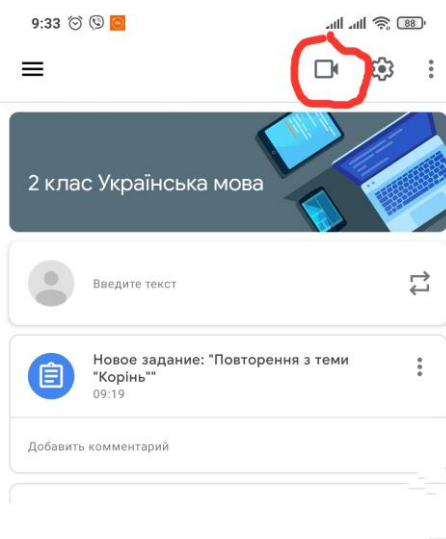 9:33
88
2 клас Українська мова
Введите текст
Новое задание: "Повторення з теми
"Корінь""
09:19
Добавить комментарий